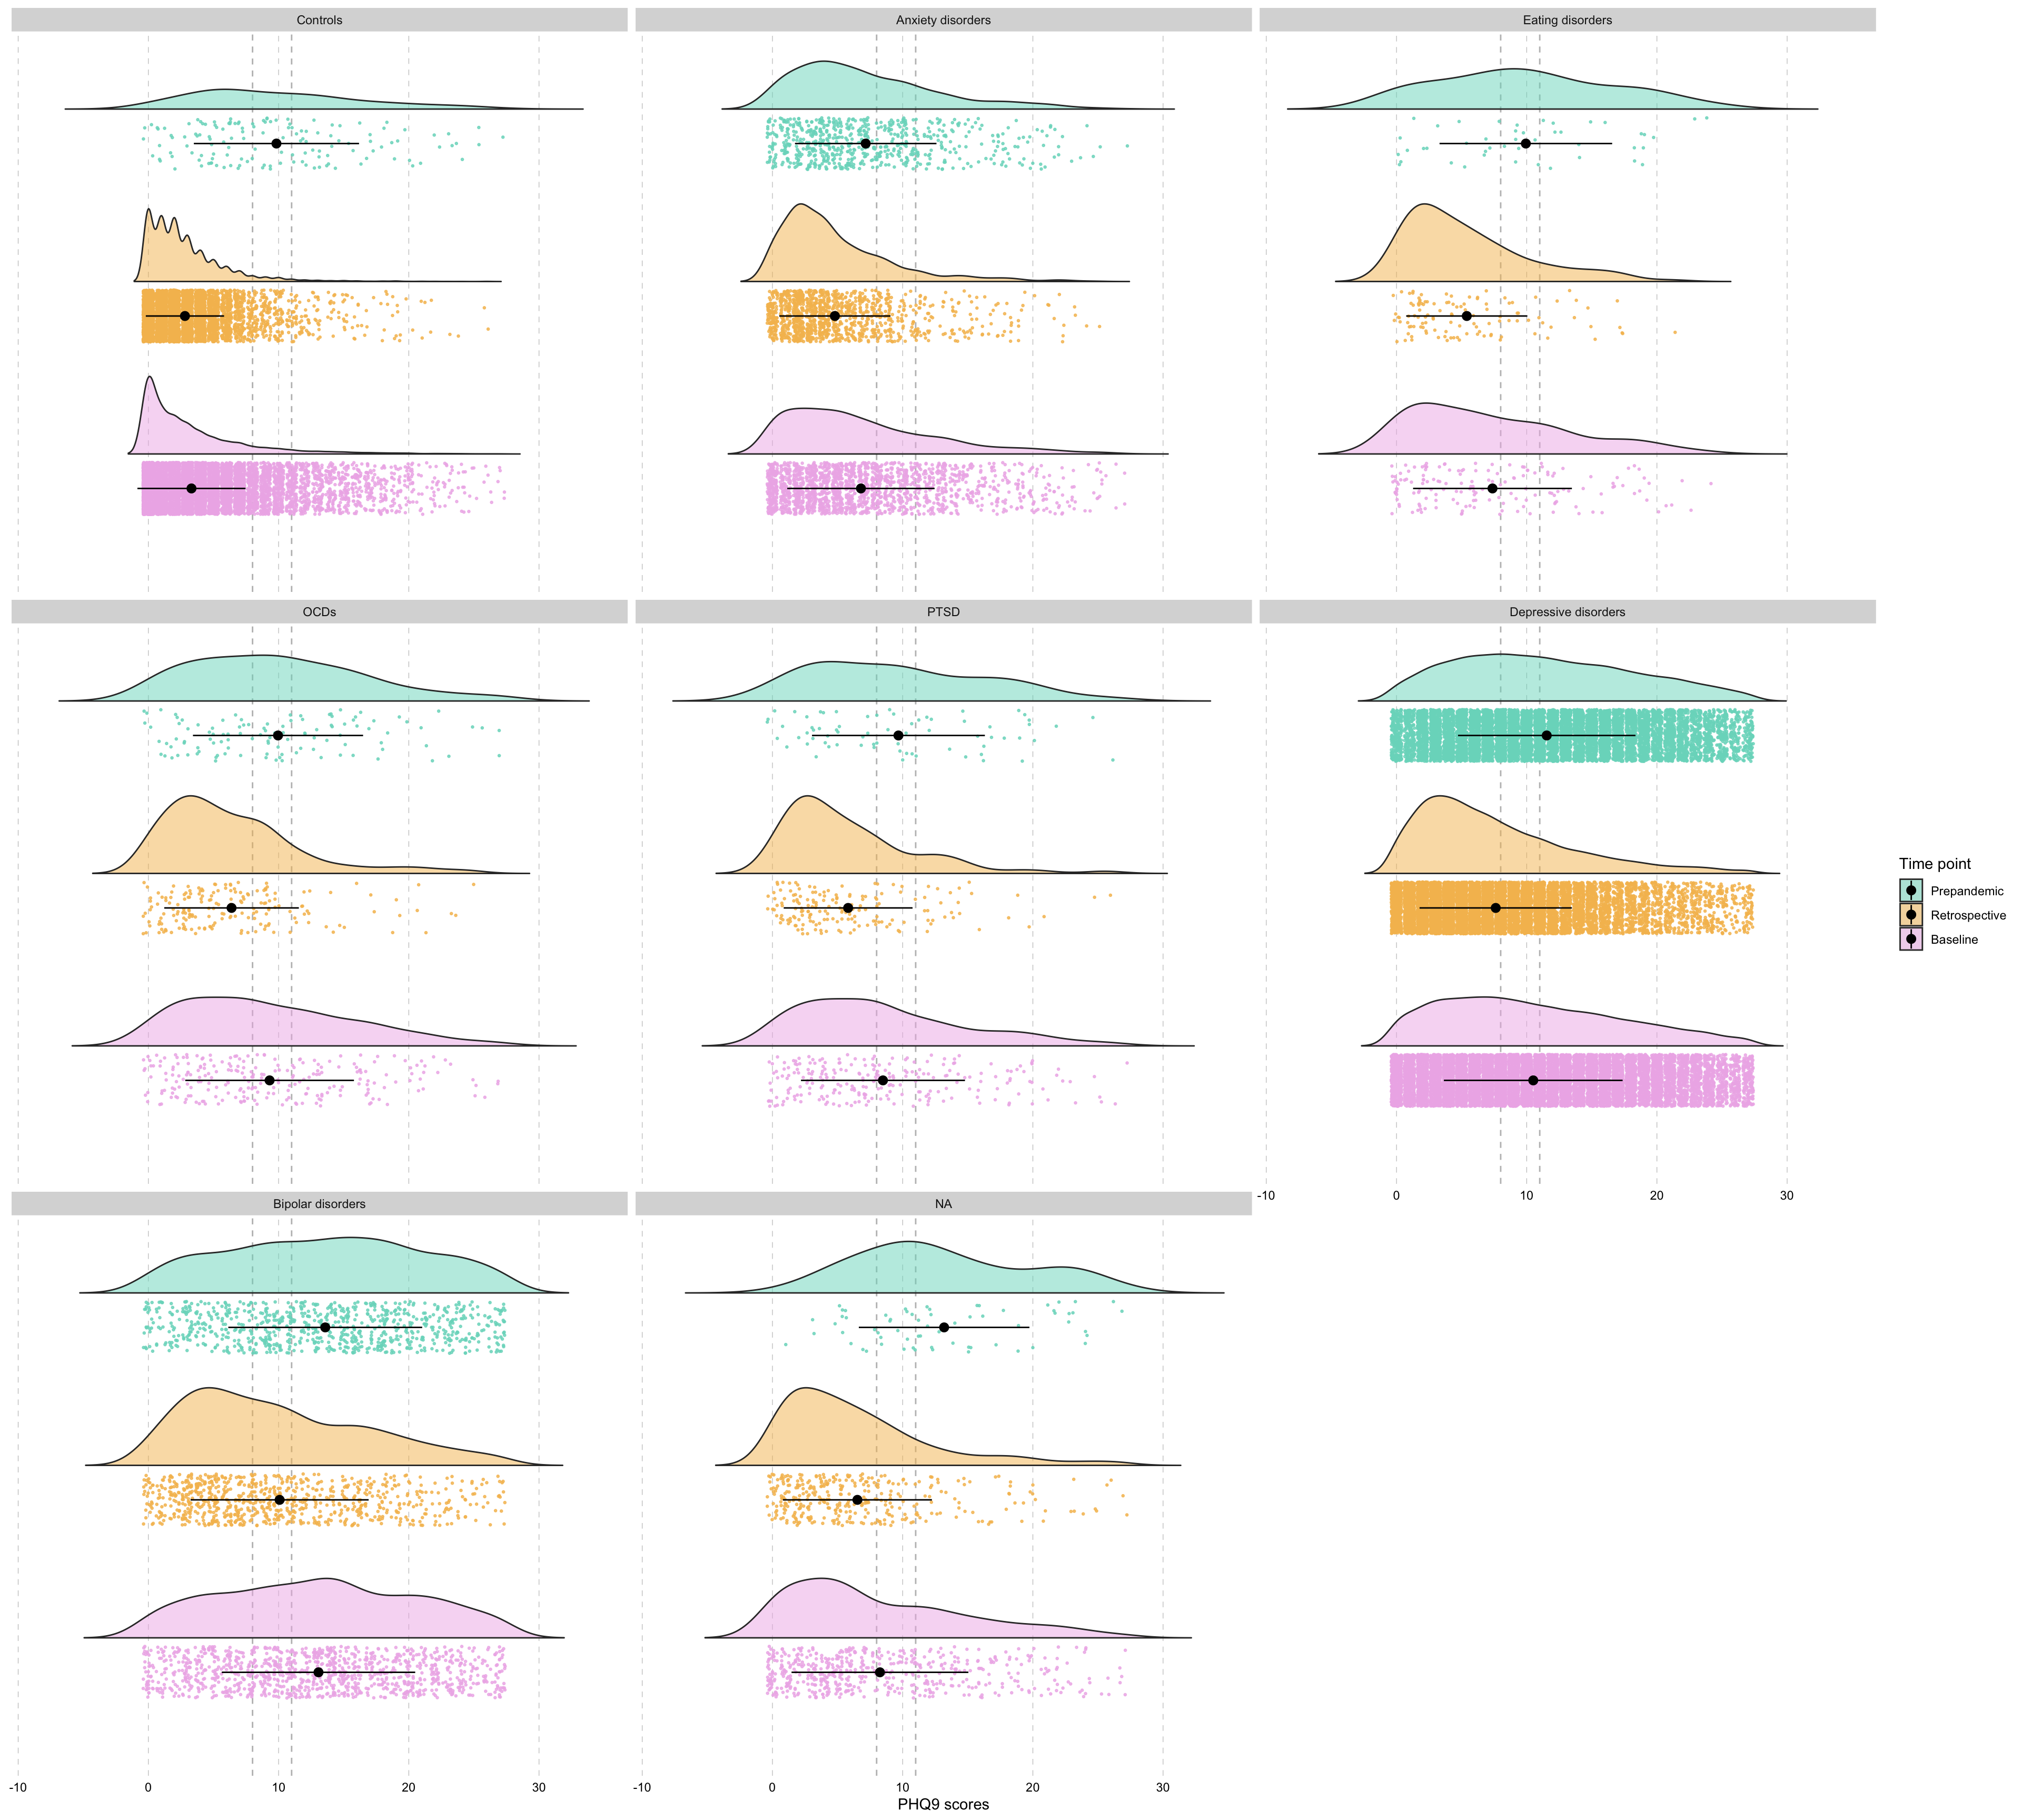 Controls
Anxiety disorders
Eating disorders
OCDs
PTSD
Depressive disorders
Time point
Prepandemic
Retrospective
Baseline
-10 0 10 20 30
Bipolar disorders
NA
-10 0 10 20 30
-10 0 10 20 30
PHQ9 scores